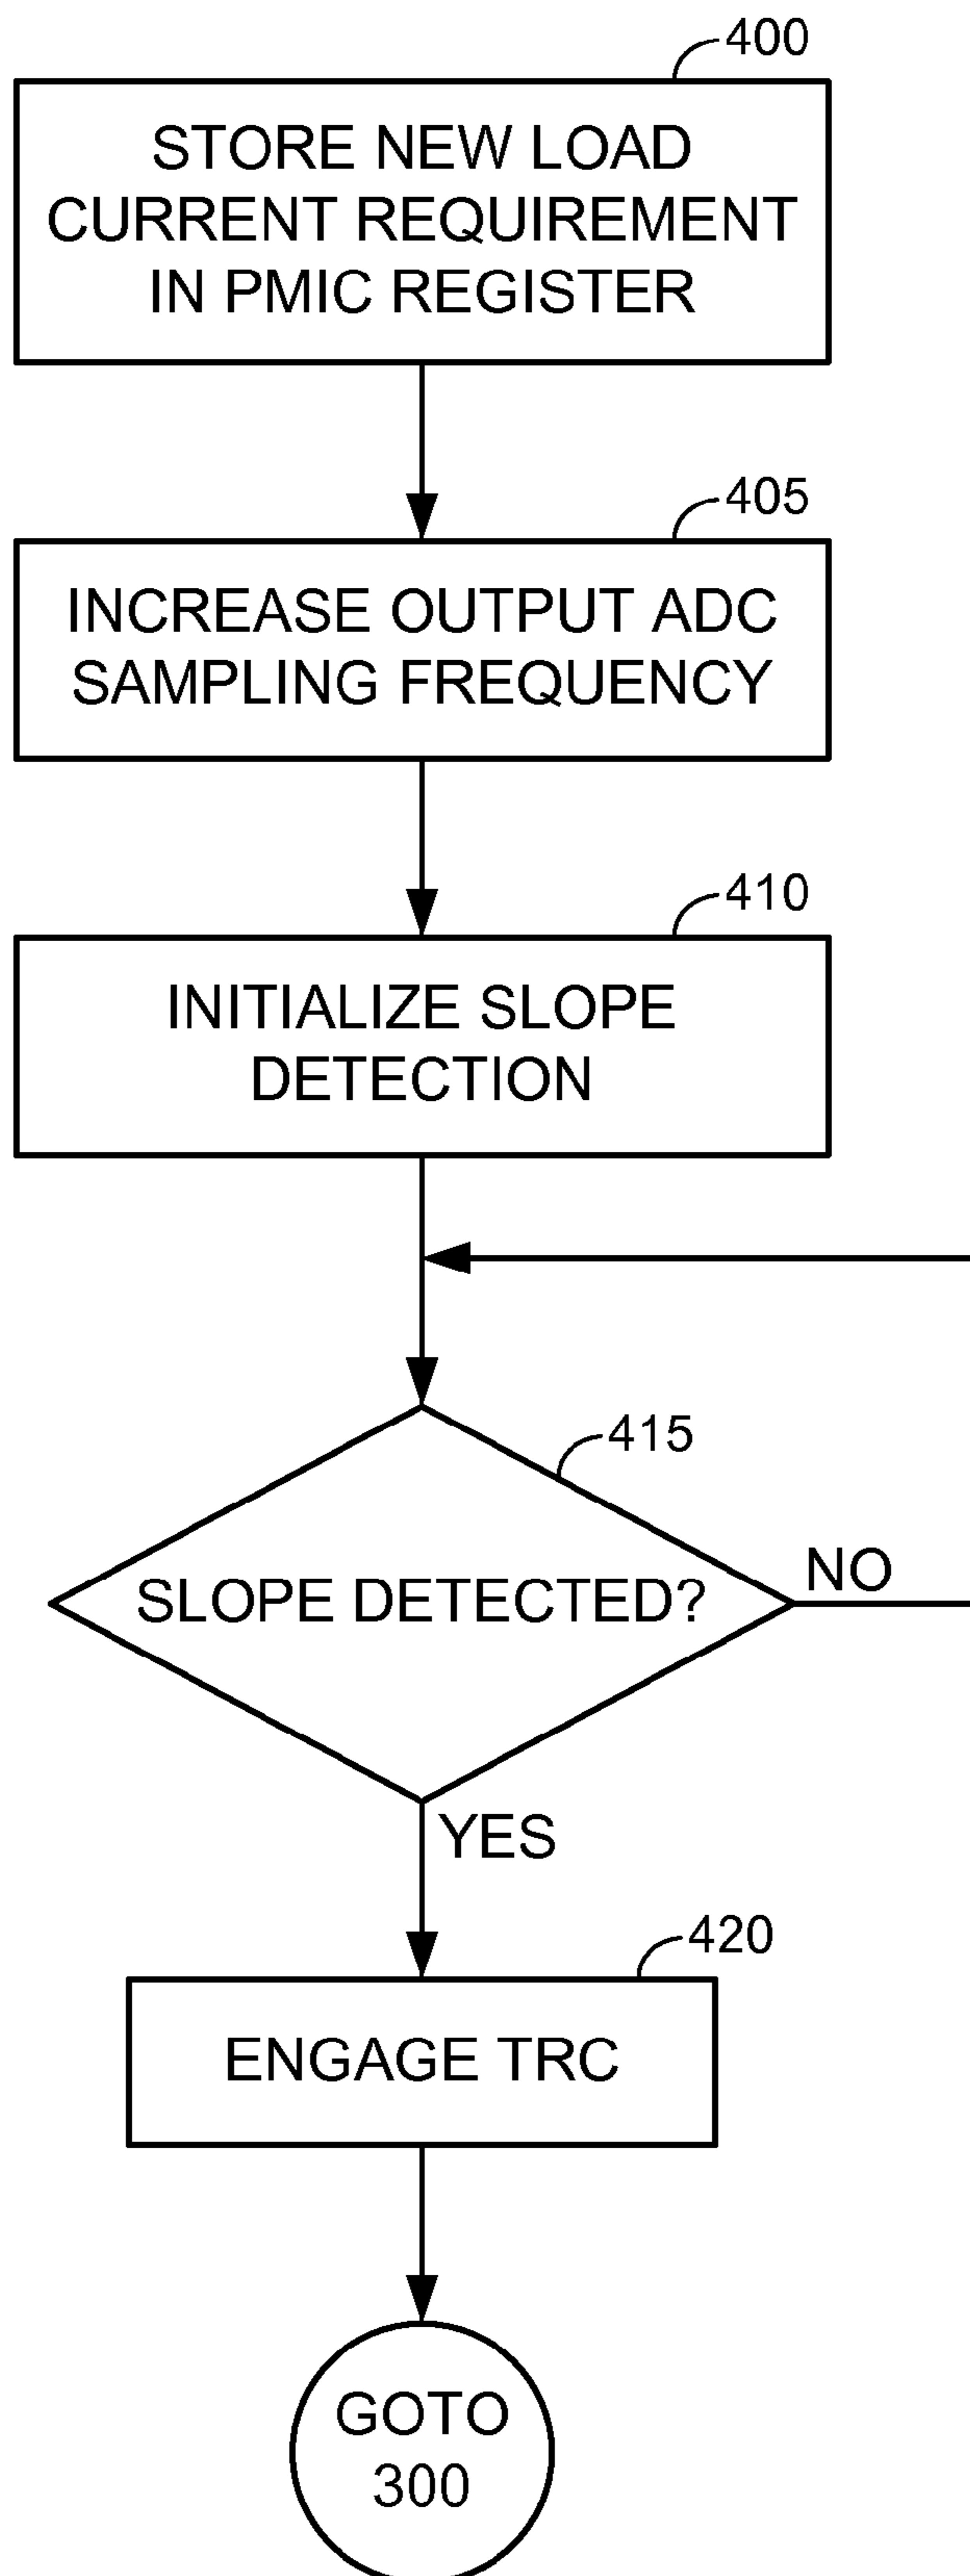 400
STORE NEW LOAD
CURRENT REQUIREMENT
IN PMIC REGISTER
405
INCREASE OUTPUT ADC
SAMPLING FREQUENCY
410
INITIALIZE SLOPE
DETECTION
415
SLOPE DETECTED?
NO
YES
420
ENGAGE TRC
GOTO
300